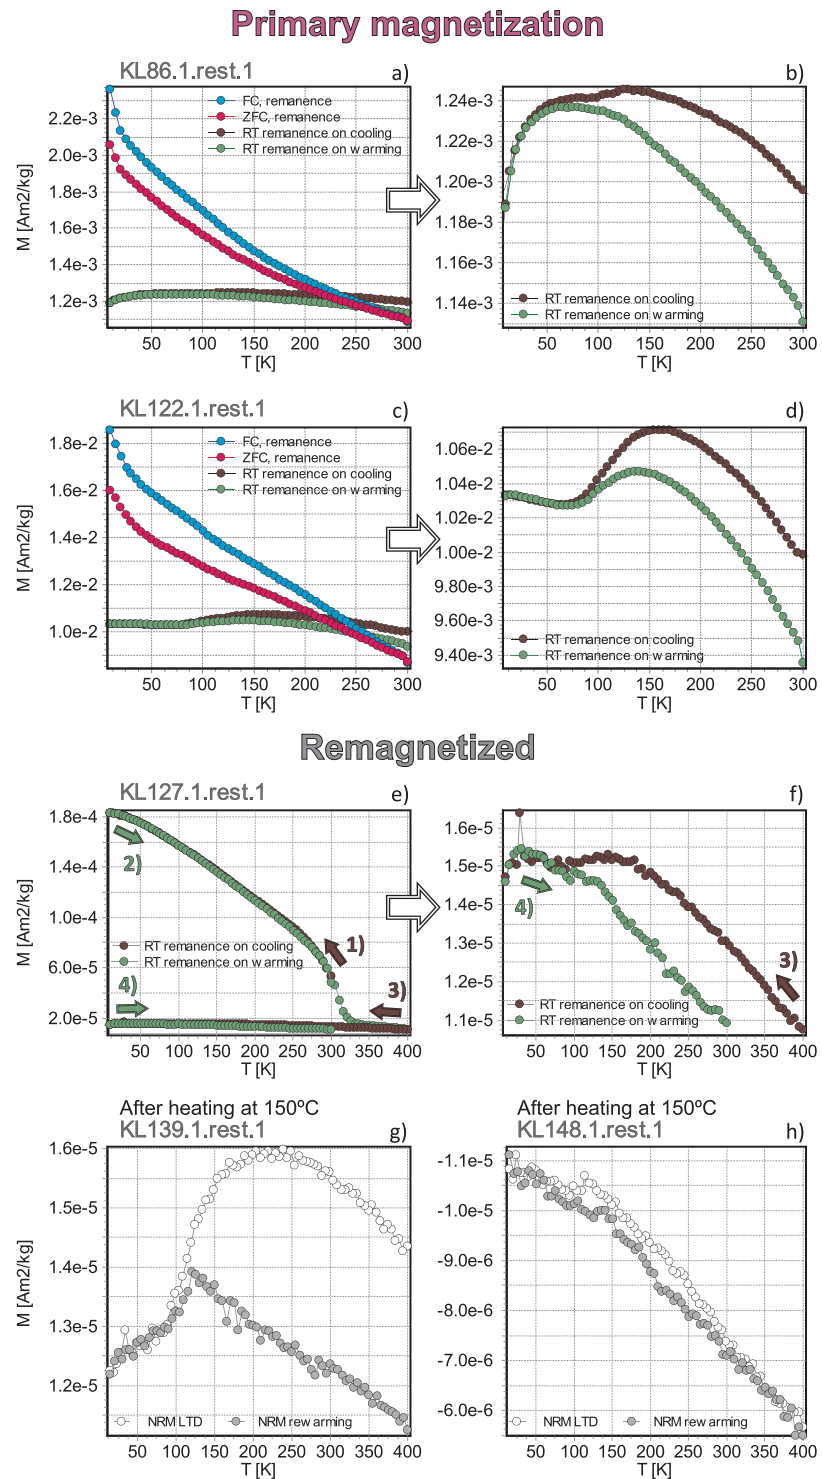 Primary magnetization
KL86.1.rest.1
a)
b)
FC, remanence
ZFC, remanence
RT remanence on cooling
RT remanence on warming
2.2e-3
2.0e-3
1.8e-3
1.6e-3
1.4e-3
1.2e-3
M [Am2/kg]
50 100 150 200 250 300
T [K]
1.24e-3
1.22e-3
1.20e-3
1.18e-3
1.16e-3
1.14e-3
RT remanence on cooling
RT remanence on warming
50 100 150 200 250 300
T [K]
KL122.1.rest.1
c)
d)
FC, remanence
ZFC, remanence
RT remanence on cooling
RT remanence on warming
1.8e-2
1.6e-2
1.4e-2
1.2e-2
1.0e-2
M [Am2/kg]
50 100 150 200 250 300
T [K]
1.06e-2
1.04e-2
1.02e-2
1.00e-2
9.80e-3
9.60e-3
9.40e-3
RT remanence on cooling
RT remanence on warming
50 100 150 200 250 300
T [K]
Remagnetized
KL127.1.rest.1
e)
f)
1.8e-4
1.4e-4
1.0e-4
6.0e-5
2.0e-5
M [Am2/kg]
2)
1)
RT remanence on cooling
RT remanence on warming
4)
3)
50 100 150 200 250 300 350 400
T [K]
1.6e-5
1.5e-5
1.4e-5
1.3e-5
1.2e-5
1.1e-5
4)
3)
RT remanence on cooling
RT remanence on warming
50 100 150 200 250 300 350 400
T [K]
After heating at 150ºC
KL139.1.rest.1
g)
1.6e-5
1.5e-5
1.4e-5
1.3e-5
1.2e-5
M [Am2/kg]
NRM LTD
NRM rewarming
50 100 150 200 250 300 350 400
T [K]
After heating at 150ºC
KL148.1.rest.1
h)
-1.1e-5
-1.0e-5
-9.0e-6
-8.0e-6
-7.0e-6
-6.0e-6
NRM LTD
NRM rewarming
50 100 150 200 250 300 350 400
T [K]